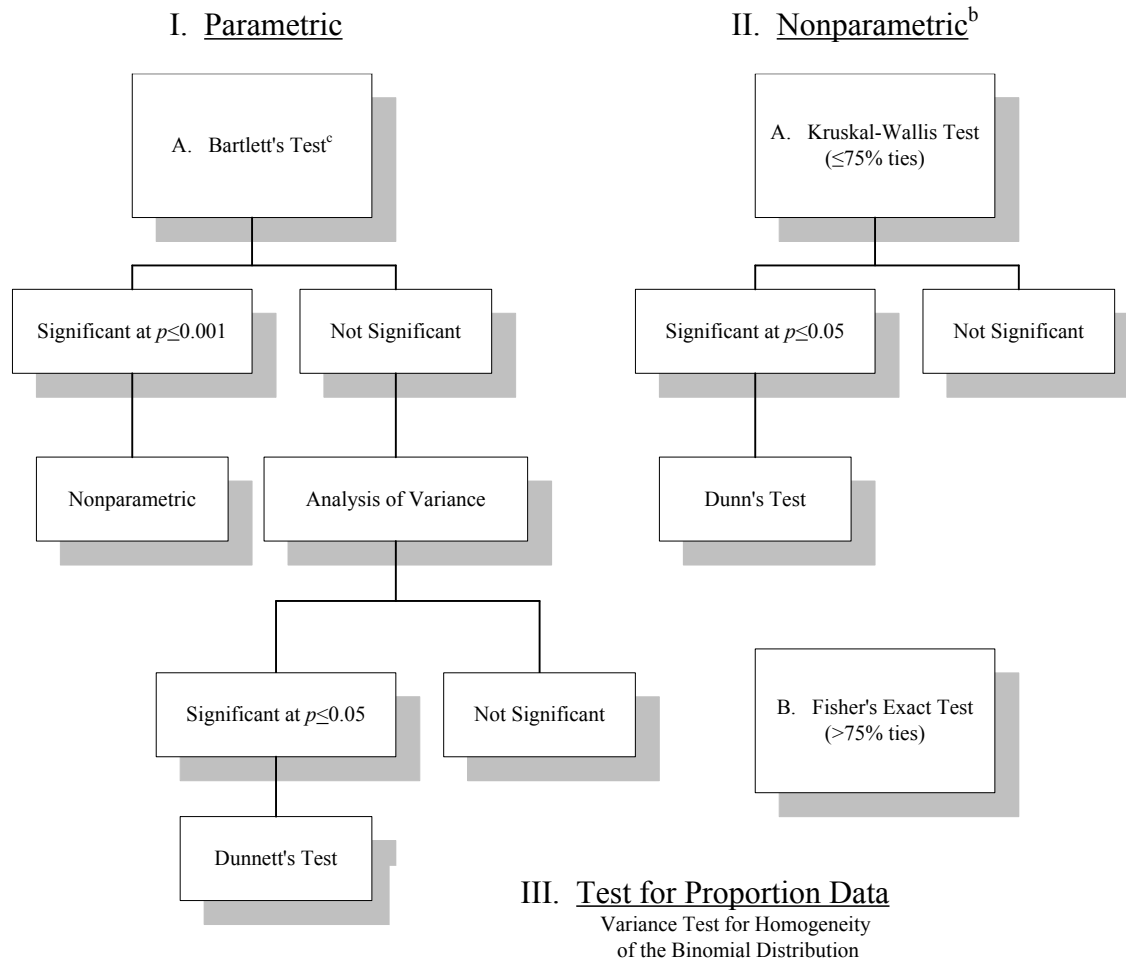 I. Parametric
A. Bartlett's Testᶜ
Significant at p≤0.001
Not Significant
Nonparametric
Analysis of Variance
Significant at p≤0.05
Not Significant
Dunnett's Test
II. Nonparametricᵇ
A. Kruskal-Wallis Test
(≤75% ties)
Significant at p≤0.05
Not Significant
Dunn's Test
B. Fisher's Exact Test
(>75% ties)
III. Test for Proportion Data
Variance Test for Homogeneity
of the Binomial Distribution